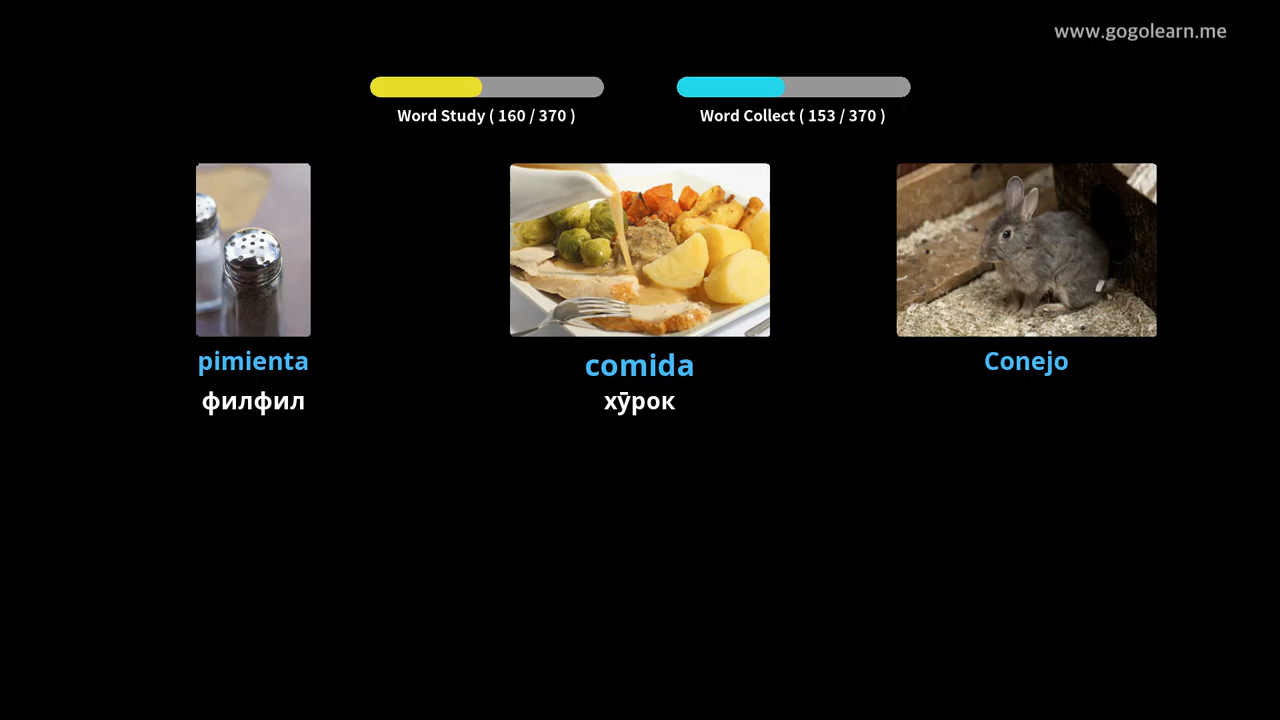 www.gogolearn.me
Word Study ( 160 / 370 )
Word Collect ( 153 / 370 )
pimienta
comida
Conejo
филфил
хӯрок